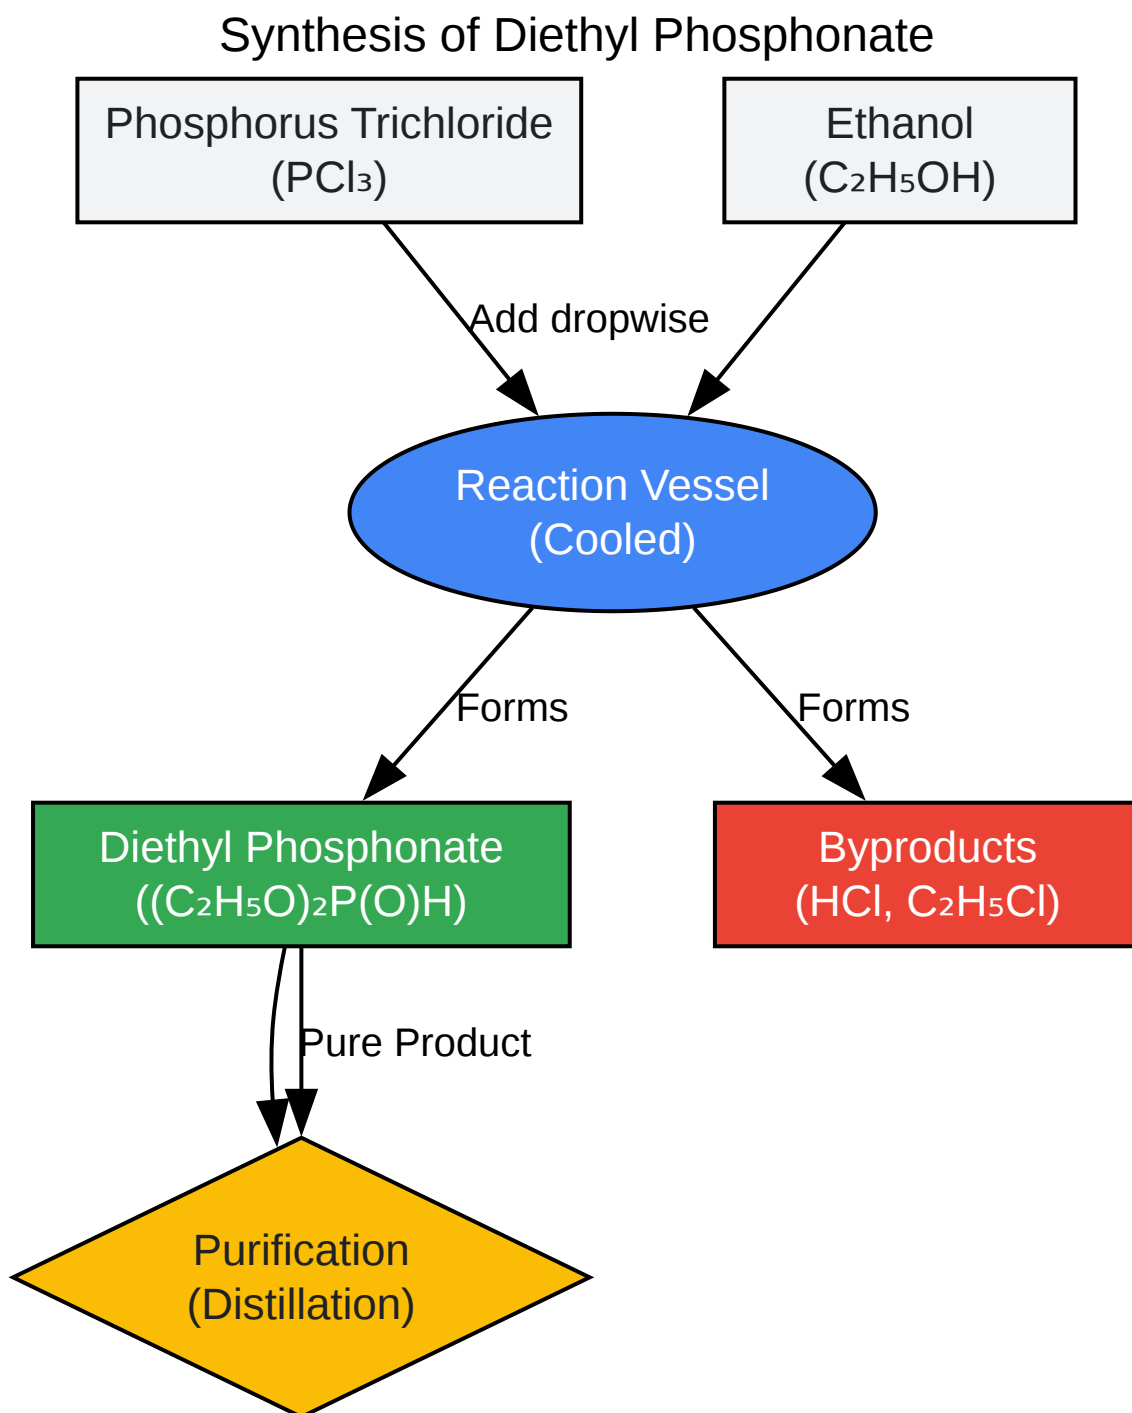 Synthesis of Diethyl Phosphonate
Phosphorus Trichloride
(PCl₃)
Ethanol
(C₂H₅OH)
Add dropwise
Reaction Vessel
(Cooled)
Forms
Forms
Diethyl Phosphonate
((C₂H₅O)₂P(O)H)
Byproducts
(HCl, C₂H₅Cl)
Pure Product
Purification
(Distillation)